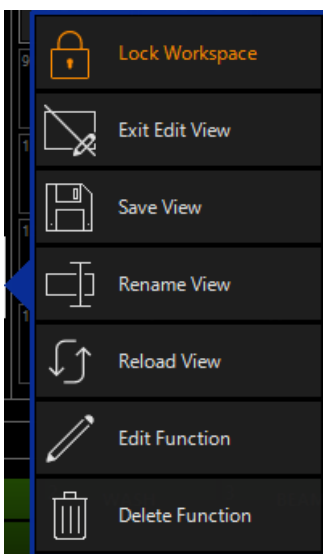 Lock Workspace
Exit Edit View
Save View
Rename View
Reload View
Edit Function
Delete Function